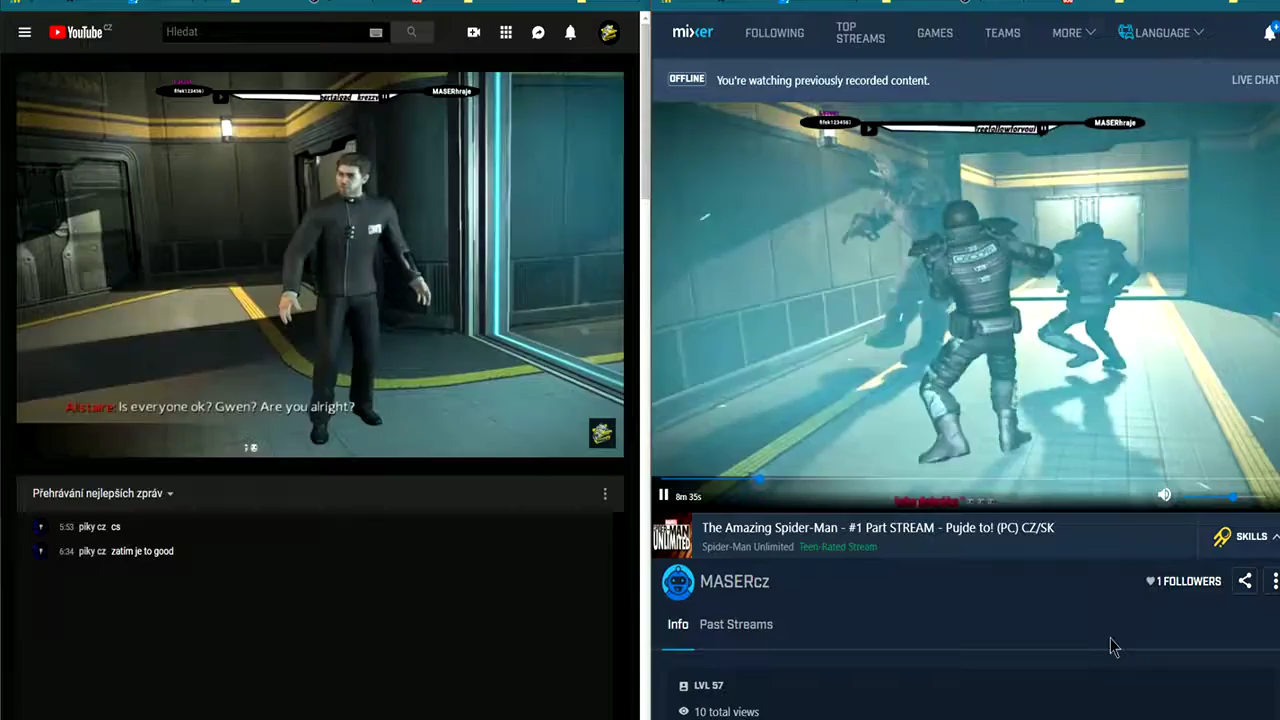 YouTube CZ
Hledat
MASERhraje
Alistaire: Is everyone ok? Gwen? Are you alright?
Přehrávání nejlepších zpráv
5:53 piky cz cs
6:34 piky cz zatím je to good
mixer
FOLLOWING
TOP STREAMS
GAMES
TEAMS
MORE
LANGUAGE
OFFLINE
You're watching previously recorded content.
LIVE CHAT
MASERhraje
8m 35s
SPIDER-MAN UNLIMITED
The Amazing Spider-Man - #1 Part STREAM - Pujde to! (PC) CZ/SK
Spider-Man Unlimited Teen-Rated Stream
SKILLS
MASERcz
1 FOLLOWERS
Info
Past Streams
LVL 57
10 total views